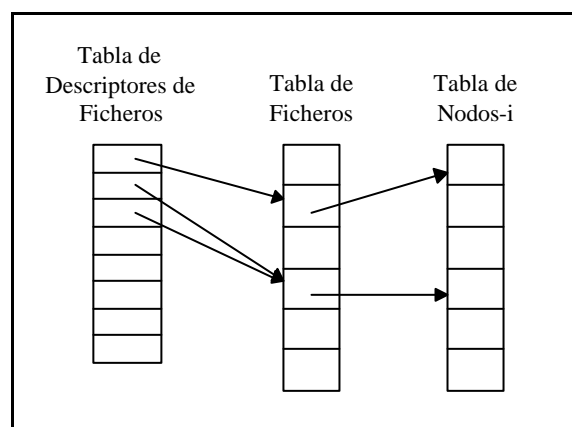 Tabla de
Descriptores de
Ficheros
Tabla de
Ficheros
Tabla de
Nodos-i